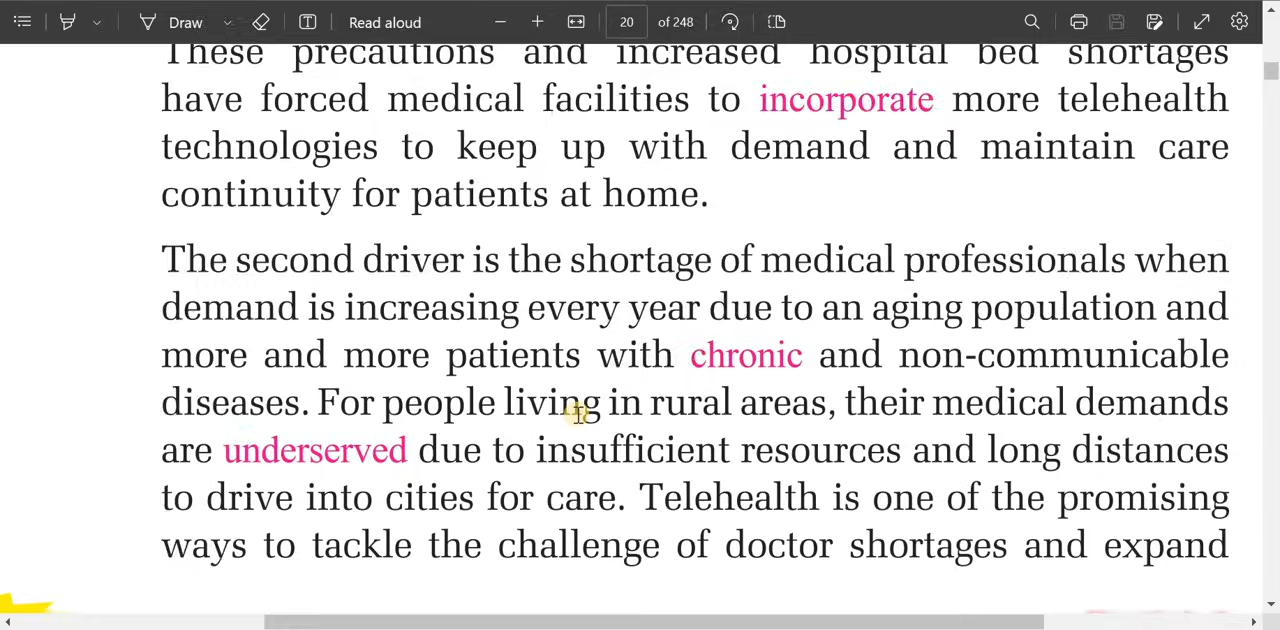 Draw
Read aloud
20 of 248
These precautions and increased hospital bed shortages
have forced medical facilities to incorporate more telehealth
technologies to keep up with demand and maintain care
continuity for patients at home.
The second driver is the shortage of medical professionals when
demand is increasing every year due to an aging population and
more and more patients with chronic and non-communicable
diseases. For people living in rural areas, their medical demands
are underserved due to insufficient resources and long distances
to drive into cities for care. Telehealth is one of the promising
ways to tackle the challenge of doctor shortages and expand